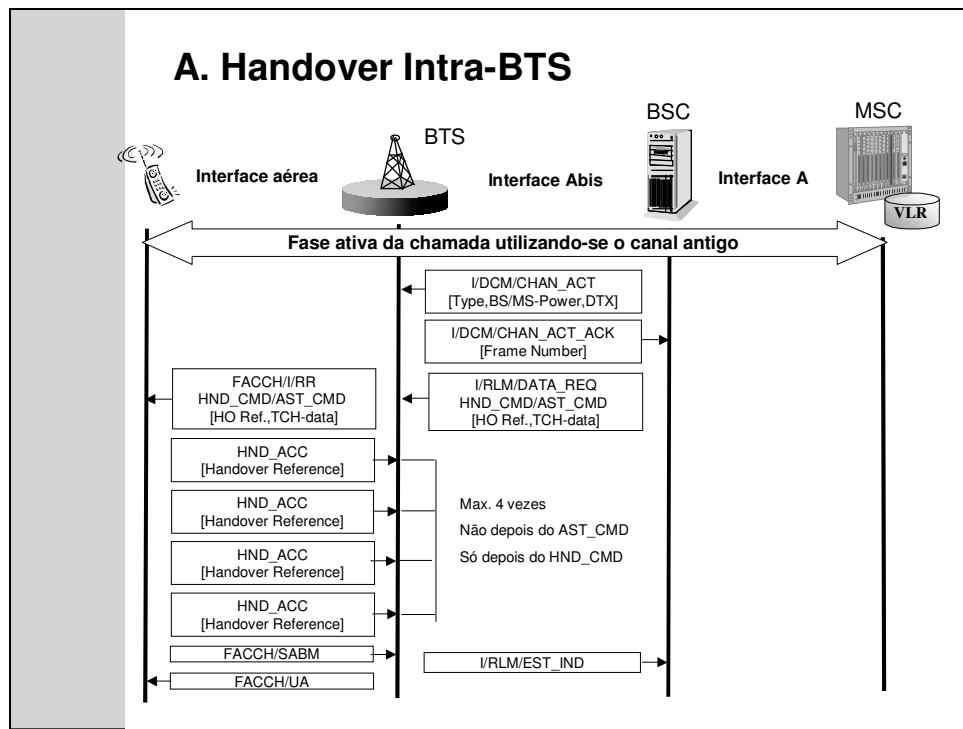 A. Handover Intra-BTS
BSC
MSC
BTS
Interface aérea
Interface Abis
Interface A
VLR
Fase ativa da chamada utilizando-se o canal antigo
I/DCM/CHAN_ACT
[Type,BS/MS-Power,DTX]
I/DCM/CHAN_ACT_ACK
[Frame Number]
FACCH/I/RR
HND_CMD/AST_CMD
[HO Ref.,TCH-data]
I/RLM/DATA_REQ
HND_CMD/AST_CMD
[HO Ref.,TCH-data]
HND_ACC
[Handover Reference]
HND_ACC
[Handover Reference]
HND_ACC
[Handover Reference]
HND_ACC
[Handover Reference]
Max. 4 vezes
Não depois do AST_CMD
Só depois do HND_CMD
FACCH/SABM
I/RLM/EST_IND
FACCH/UA